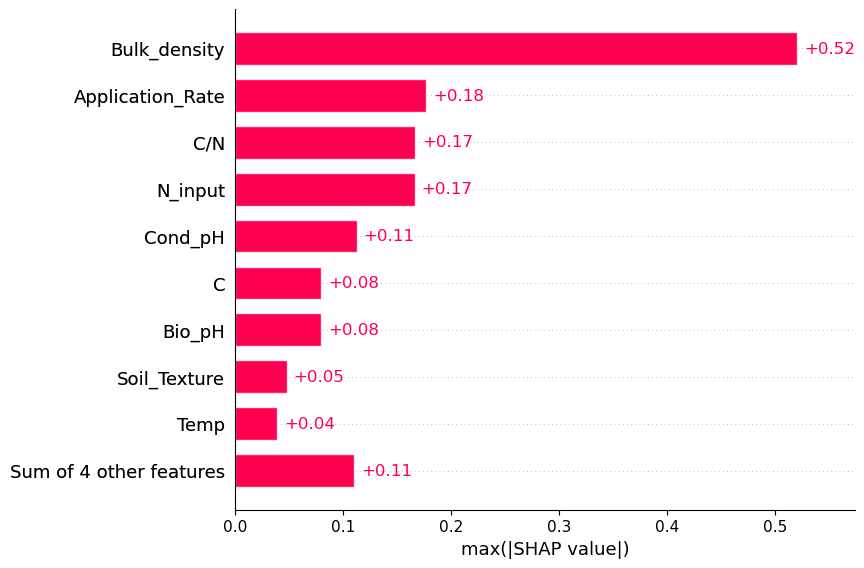 Bulk_density +0.52
Application_Rate +0.18
C/N +0.17
N_input +0.17
Cond_pH +0.11
C +0.08
Bio_pH +0.08
Soil_Texture +0.05
Temp +0.04
Sum of 4 other features +0.11
0.0 0.1 0.2 0.3 0.4 0.5
max(|SHAP value|)